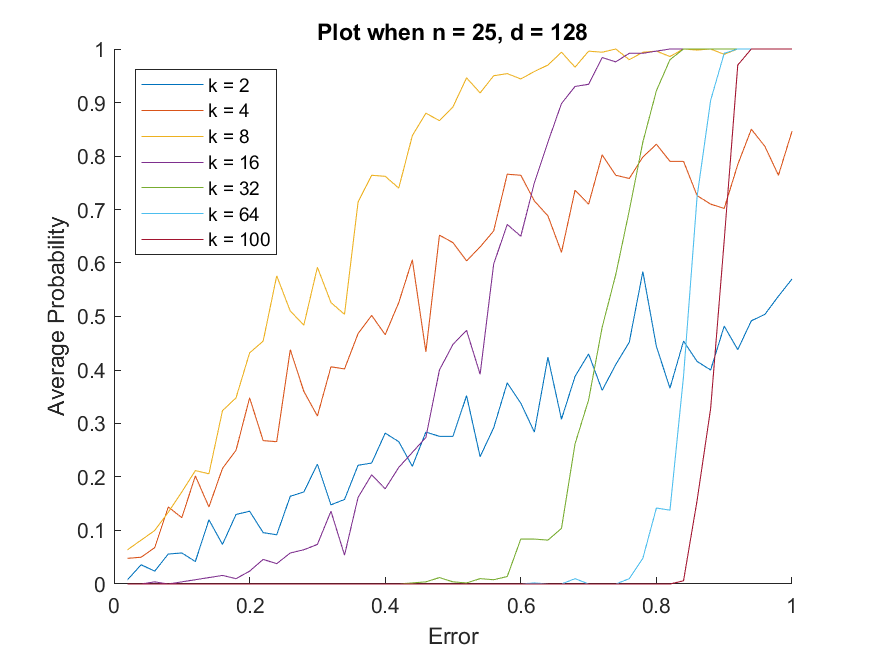 Plot when n = 25, d = 128
k = 2
k = 4
k = 8
k = 16
k = 32
k = 64
k = 100
1
0.9
0.8
0.7
0.6
0.5
0.4
0.3
0.2
0.1
0
Average Probability
0
0.2
0.4
0.6
0.8
1
Error